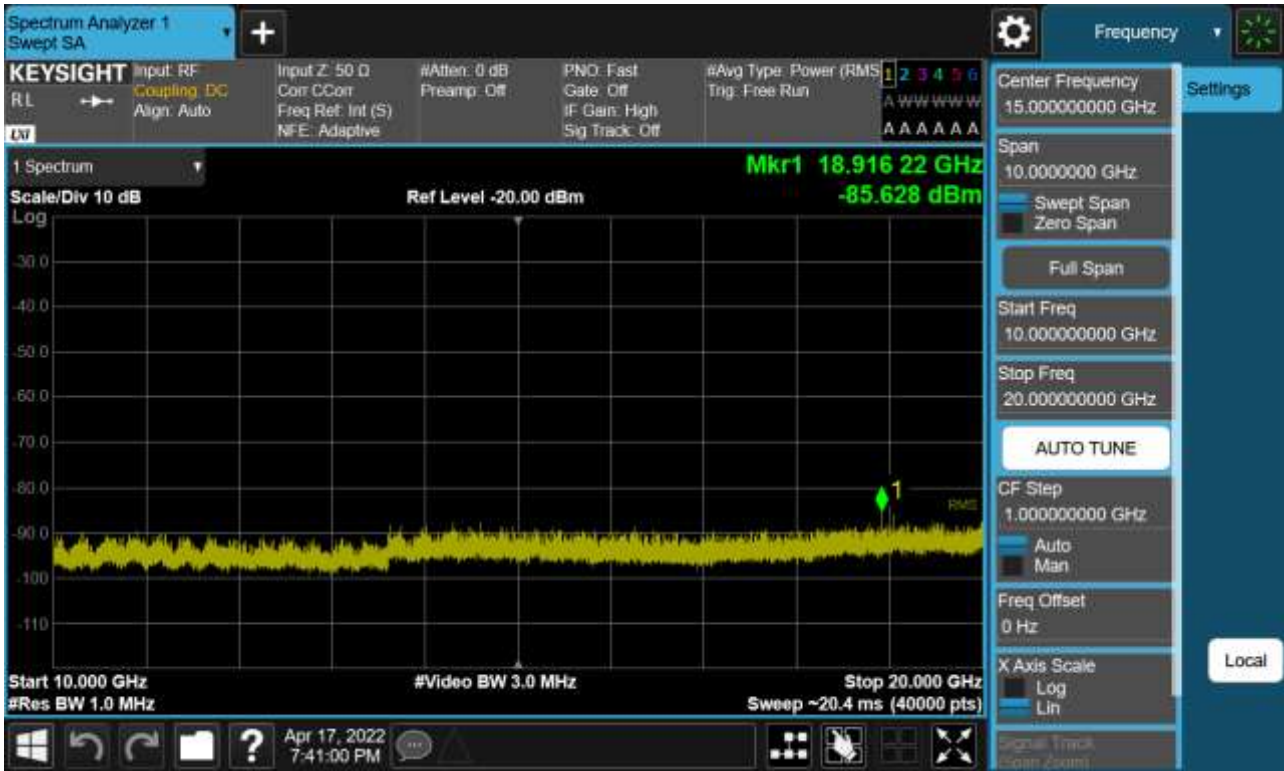 Spectrum Analyzer 1
Swept SA
+
Frequency
KEYSIGHT
RL
LXI
Input: RF
Coupling: DC
Align: Auto
Input Z: 50 Ω
Corr CCorr
Freq Ref: Int (S)
NFE: Adaptive
#Atten: 0 dB
Preamp: Off
PNO: Fast
Gate: Off
IF Gain: High
Sig Track: Off
#Avg Type: Power (RMS
Trig: Free Run
1 2 3 4 5 6
A W W W W W
A A A A A A
1 Spectrum
Scale/Div 10 dB
Ref Level -20.00 dBm
Mkr1 18.916 22 GHz
-85.628 dBm
Log
-30.0
-40.0
-50.0
-60.0
-70.0
-80.0
-90.0
-100
-110
1
RMS
Start 10.000 GHz
#Res BW 1.0 MHz
#Video BW 3.0 MHz
Stop 20.000 GHz
Sweep ~20.4 ms (40000 pts)
?
Apr 17, 2022
7:41:00 PM
Center Frequency
15.000000000 GHz
Span
10.0000000 GHz
Swept Span
Zero Span
Full Span
Start Freq
10.000000000 GHz
Stop Freq
20.000000000 GHz
AUTO TUNE
CF Step
1.000000000 GHz
Auto
Man
Freq Offset
0 Hz
X Axis Scale
Log
Lin
Signal Track
(Span Zoom)
Settings
Local